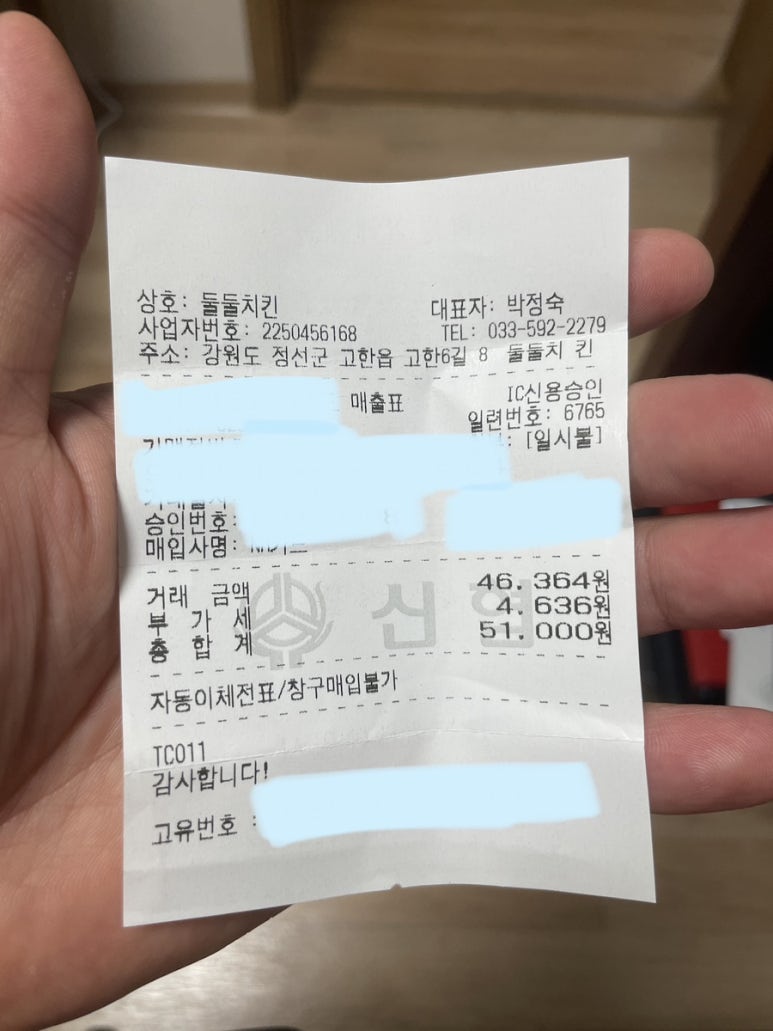 상호: 둘둘치킨 대표자: 박정숙
사업자번호: 2250456168 TEL: 033-592-2279
주소: 강원도 정선군 고한읍 고한6길 8 둘둘치 킨
매출표 IC신용승인
일련번호: 6765
: [일시불]
승인번호:
매입사명:
거래 금액 46,364원
부 가 세 4,636원
총 합 계 51,000원
신협
자동이체전표/창구매입불가
TC011
감사합니다!
고유번호 :